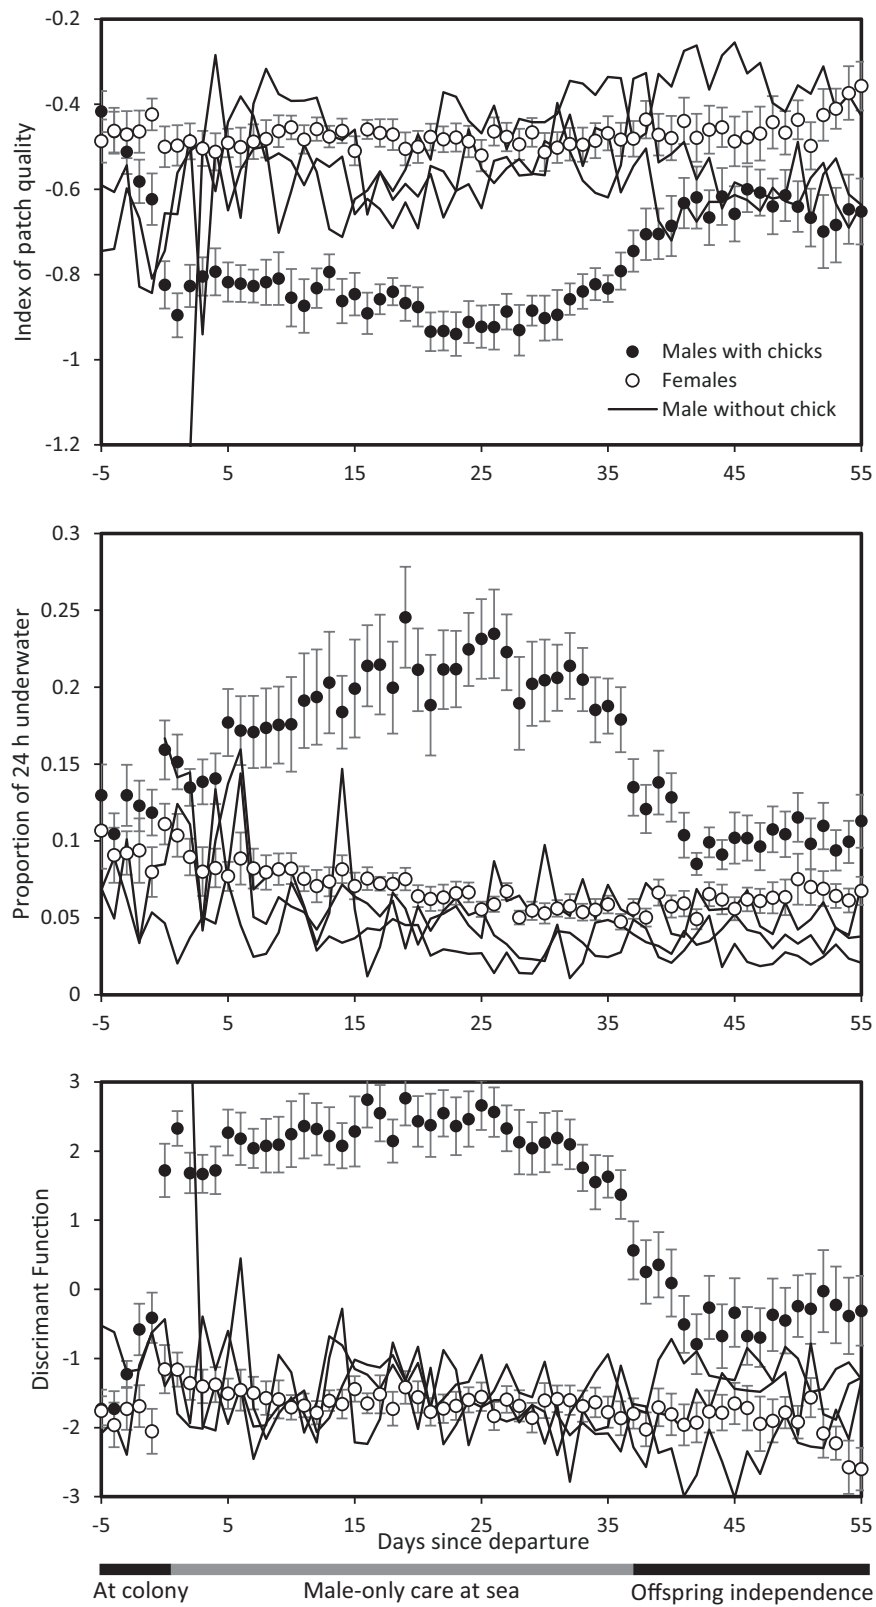 -0.2
-0.4
-0.6
-0.8
-1
-1.2
Index of patch quality
Males with chicks
Females
Male without chick
-5 5 15 25 35 45 55
0.3
0.25
0.2
0.15
0.1
0.05
0
Proportion of 24 h underwater
-5 5 15 25 35 45 55
3
2
1
0
-1
-2
-3
Discrimant Function
-5 5 15 25 35 45 55
Days since departure
At colony Male-only care at sea Offspring independence